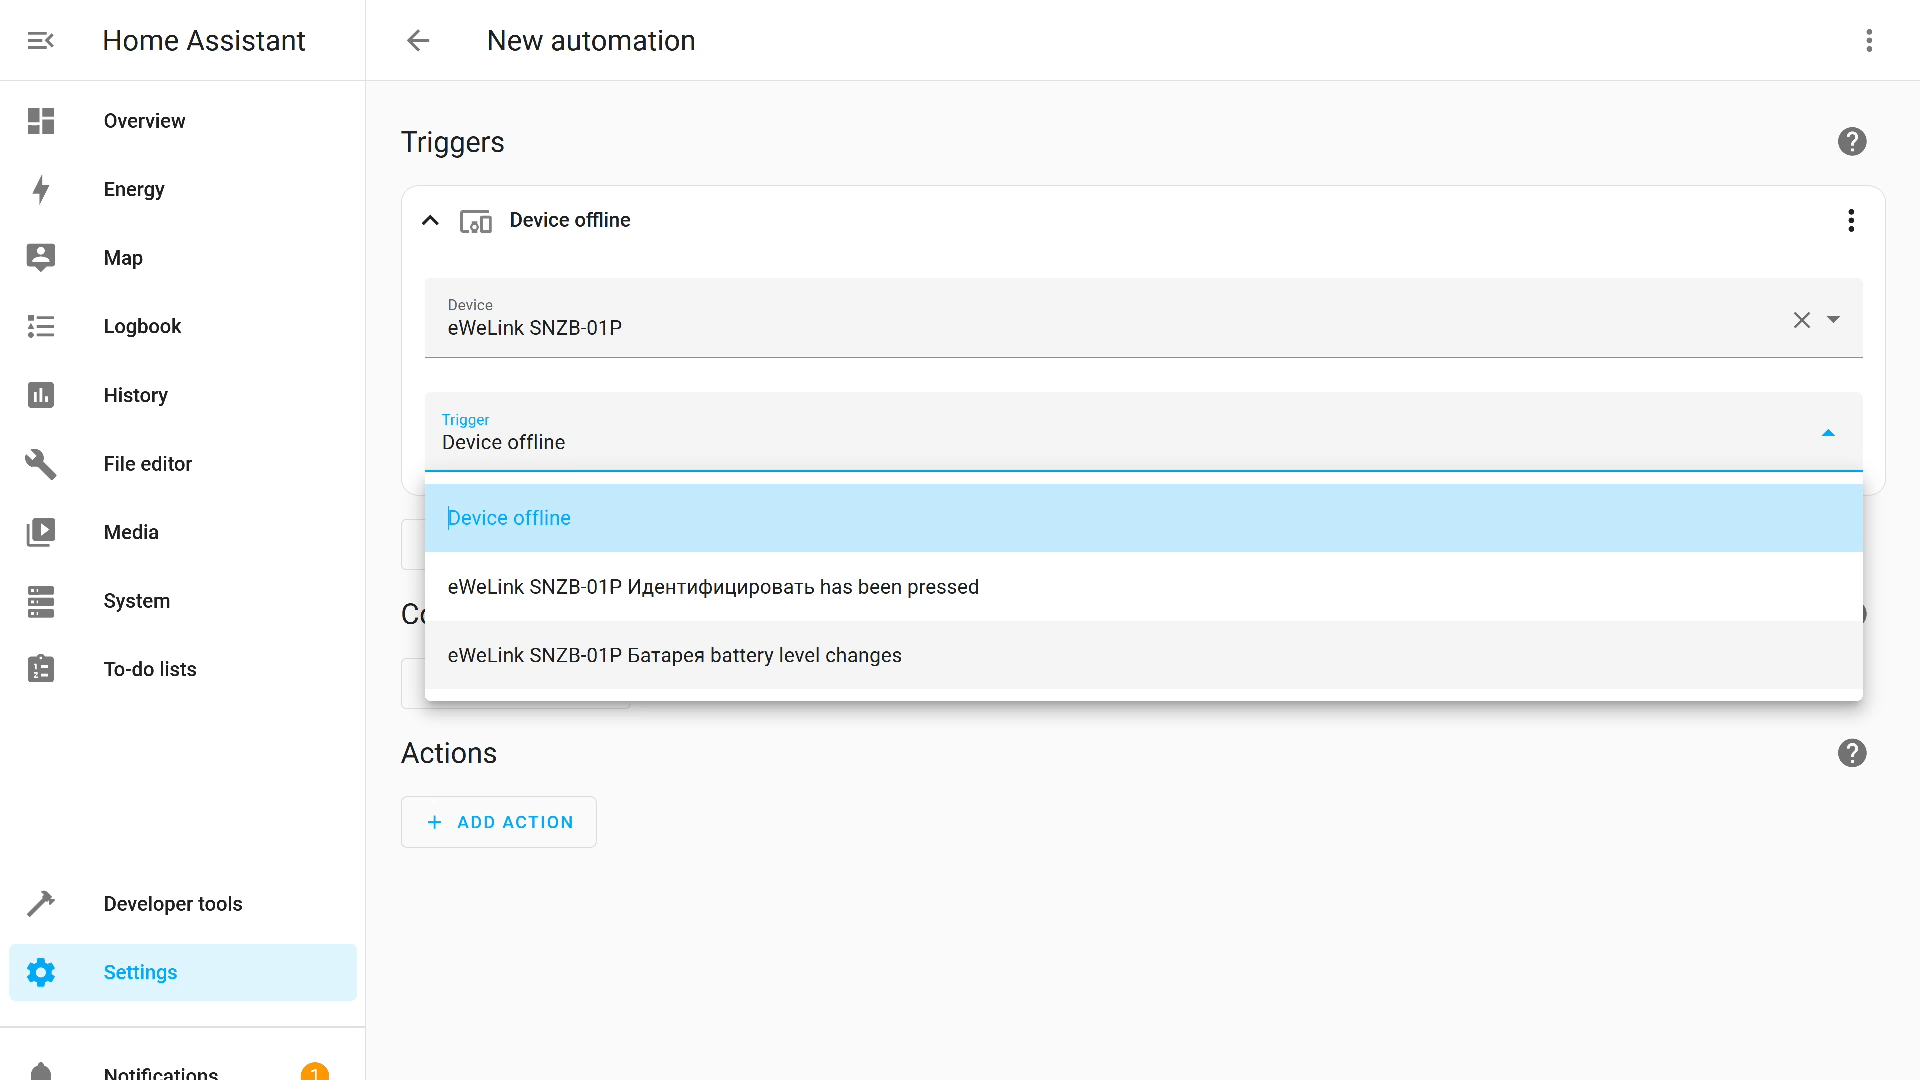 Home Assistant
New automation
Overview
Energy
Map
Logbook
History
File editor
Media
System
To-do lists
Developer tools
Settings
Notifications
1
Triggers
Device offline
Device
eWeLink SNZB-01P
Trigger
Device offline
Device offline
eWeLink SNZB-01P Идентифицировать has been pressed
eWeLink SNZB-01P Батарея battery level changes
Actions
+ ADD ACTION